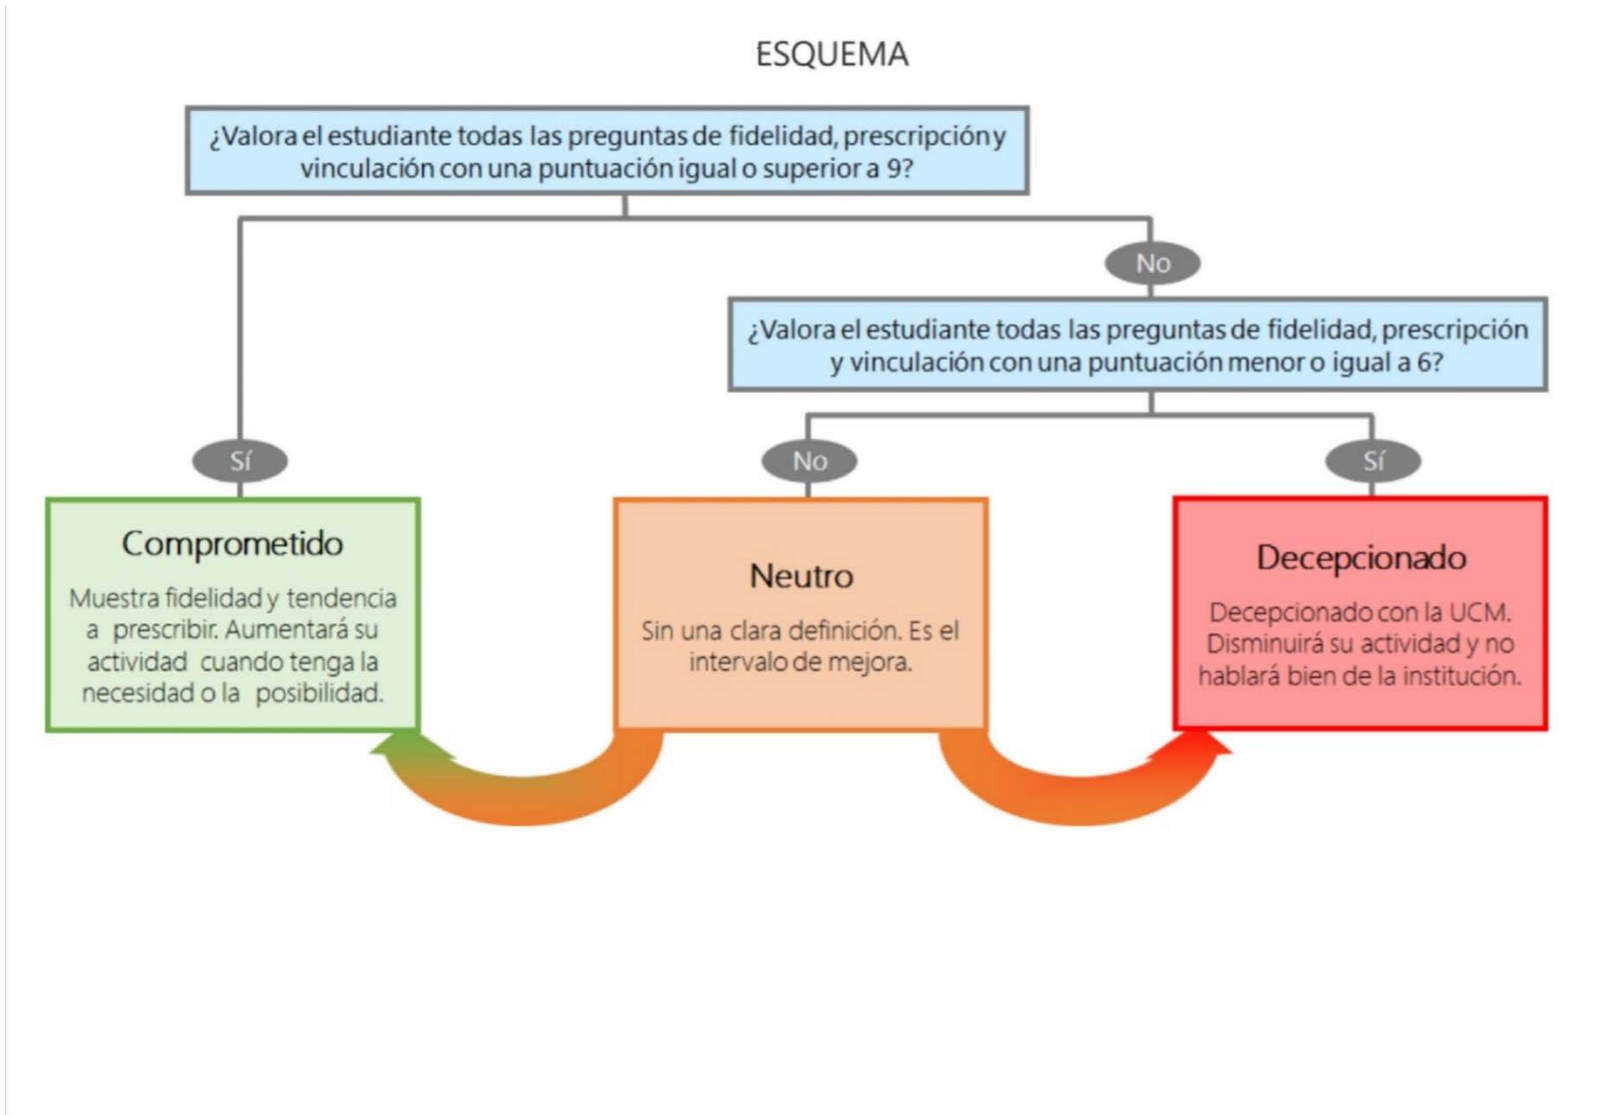 ESQUEMA
¿Valora el estudiante todas las preguntas de fidelidad, prescripción y
vinculación con una puntuación igual o superior a 9?
No
¿Valora el estudiante todas las preguntas de fidelidad, prescripción
y vinculación con una puntuación menor o igual a 6?
Sí
No
Sí
Comprometido
Muestra fidelidad y tendencia
a prescribir. Aumentará su
actividad cuando tenga la
necesidad o la posibilidad.
Neutro
Sin una clara definición. Es el
intervalo de mejora.
Decepcionado
Decepcionado con la UCM.
Disminuirá su actividad y no
hablará bien de la institución.